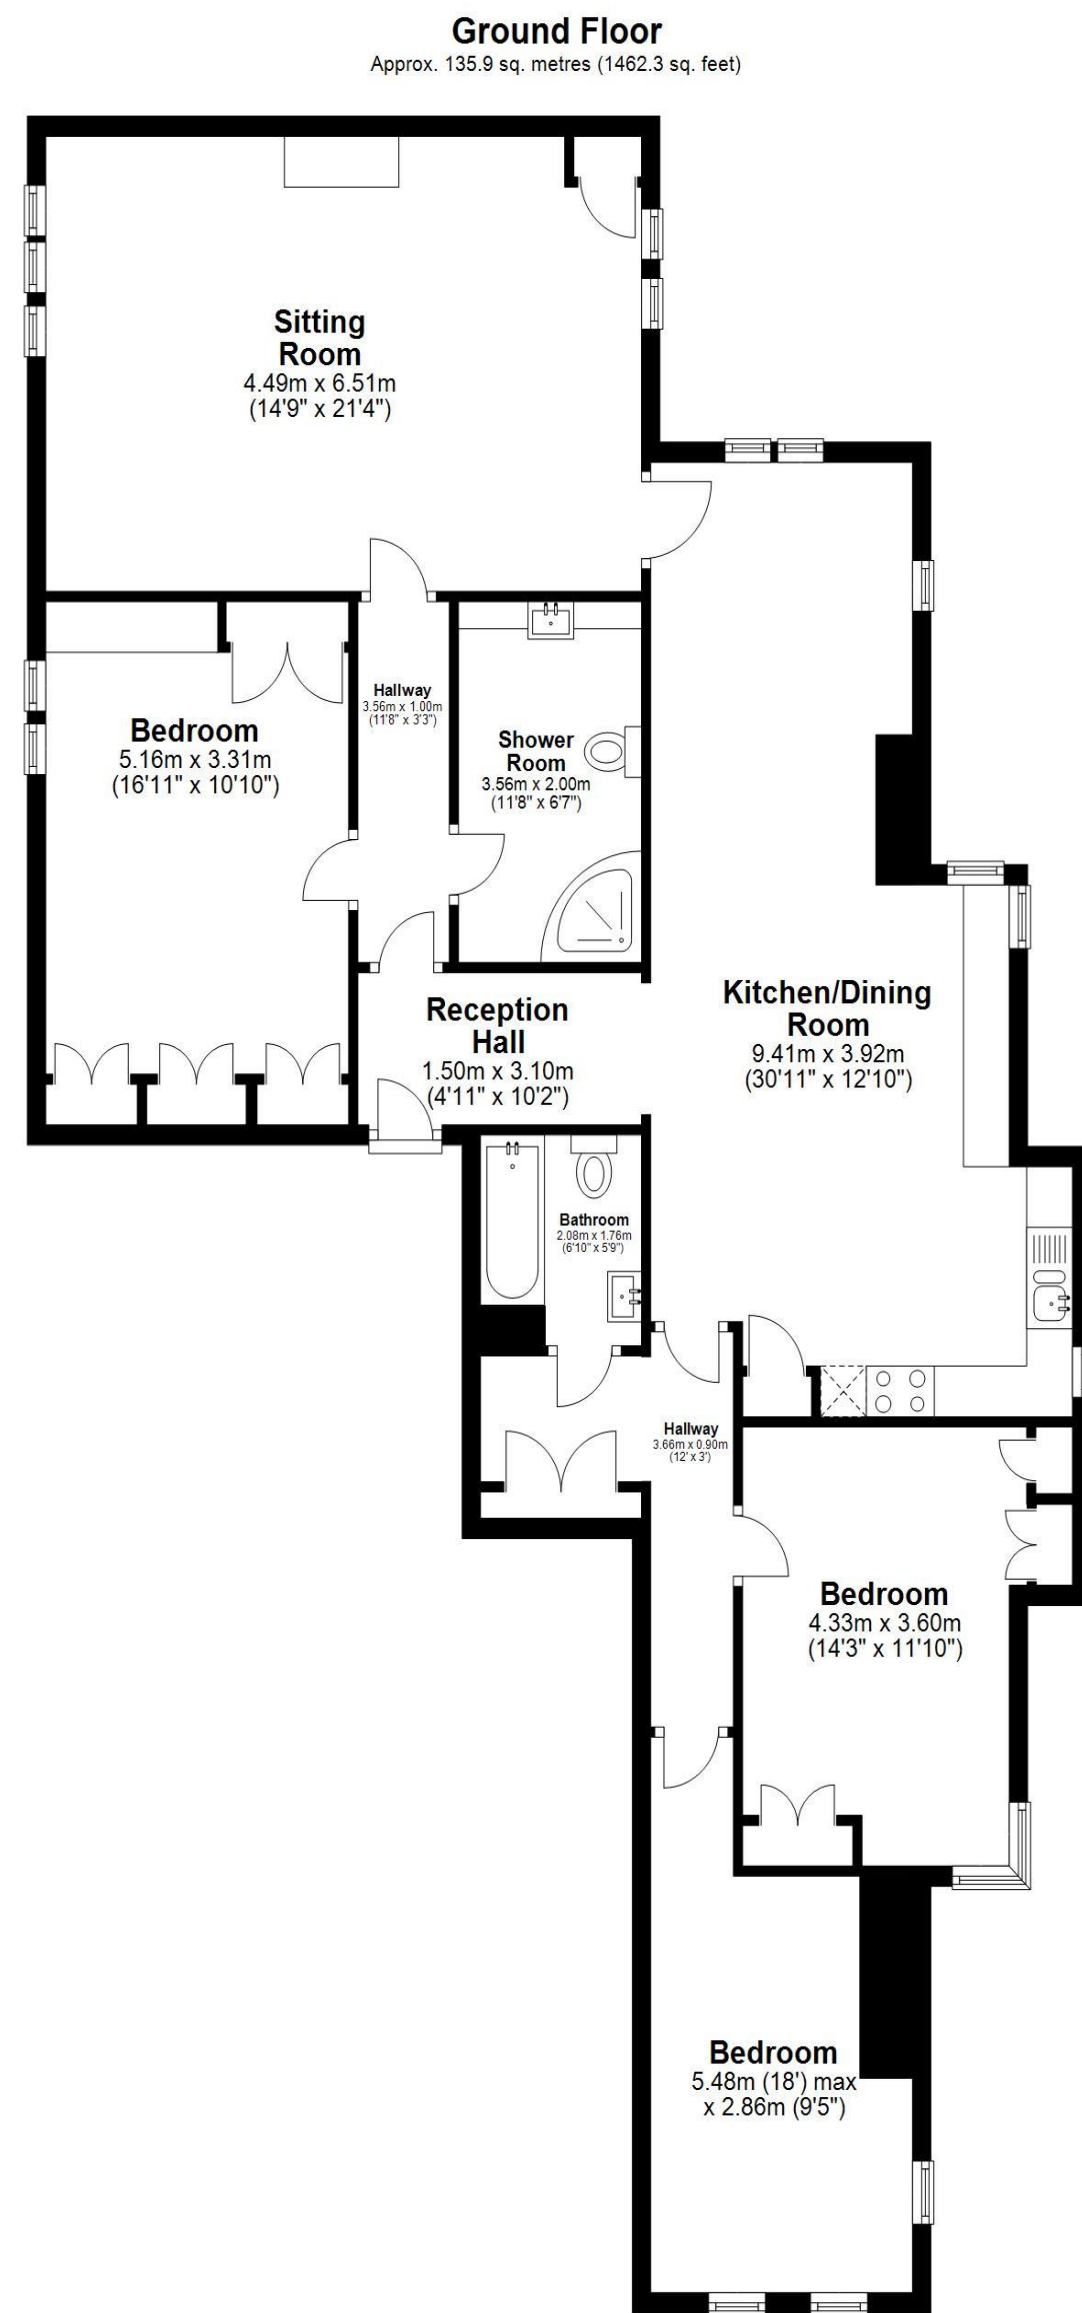 Ground Floor
Approx. 135.9 sq. metres (1462.3 sq. feet)
Sitting
Room
4.49m x 6.51m
(14'9" x 21'4")
Hallway
3.56m x 1.00m
(11'8" x 3'3")
Bedroom
5.16m x 3.31m
(16'11" x 10'10")
Shower
Room
3.56m x 2.00m
(11'8" x 6'7")
Reception
Hall
1.50m x 3.10m
(4'11" x 10'2")
Kitchen/Dining
Room
9.41m x 3.92m
(30'11" x 12'10")
Bathroom
2.08m x 1.76m
(6'10" x 5'9")
Hallway
3.66m x 0.90m
(12' x 3')
Bedroom
4.33m x 3.60m
(14'3" x 11'10")
Bedroom
5.48m (18') max
x 2.86m (9'5")